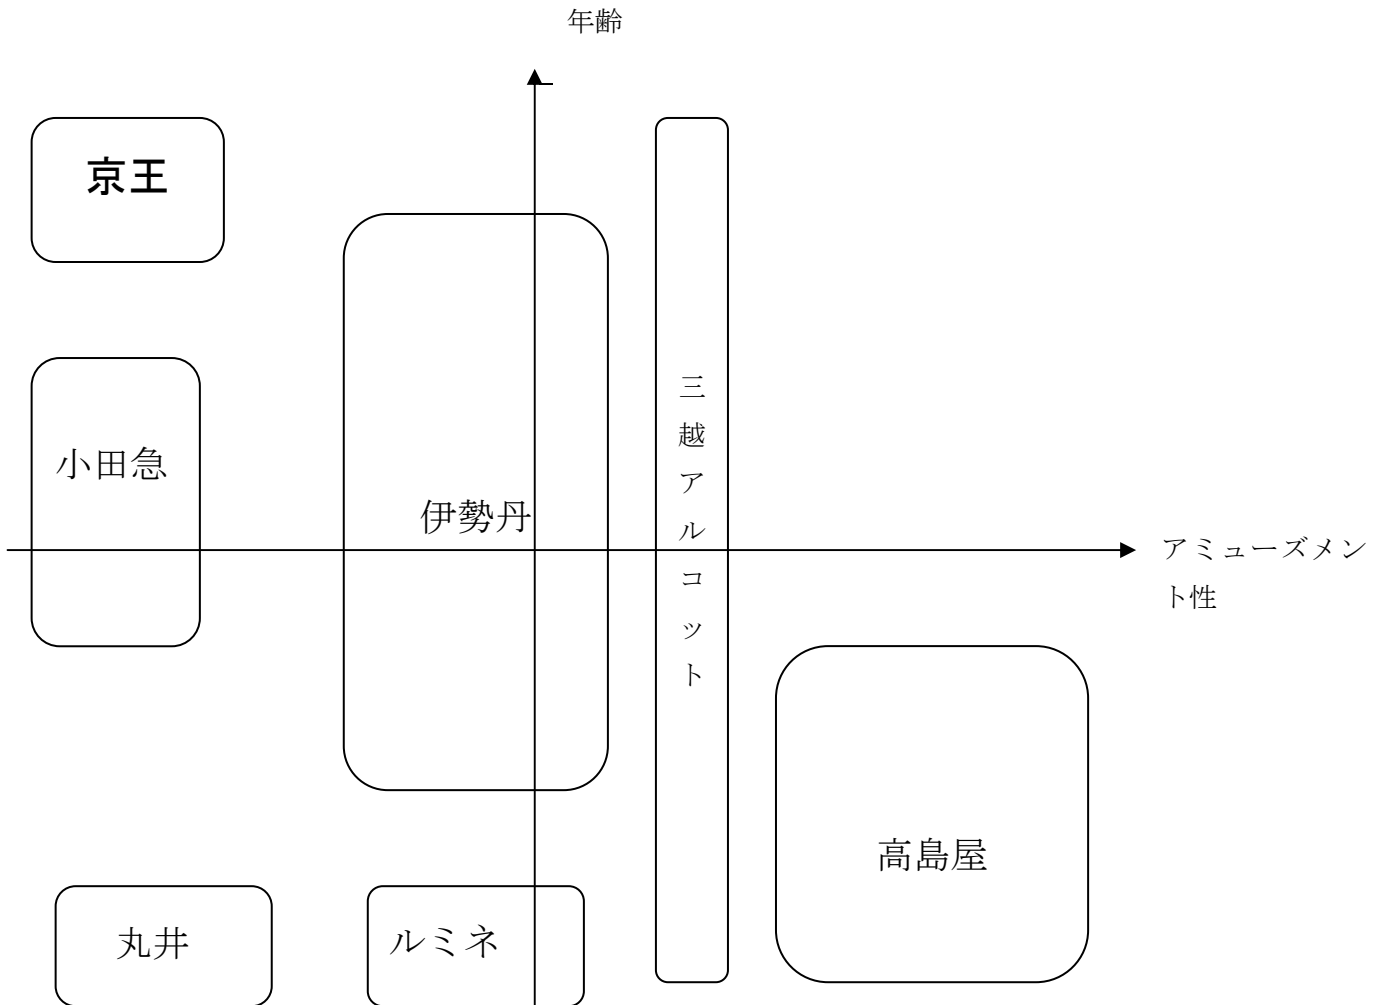 年齢
京王
三越アルコット
小田急
伊勢丹
アミューズメン
ト性
高島屋
丸井
ルミネ